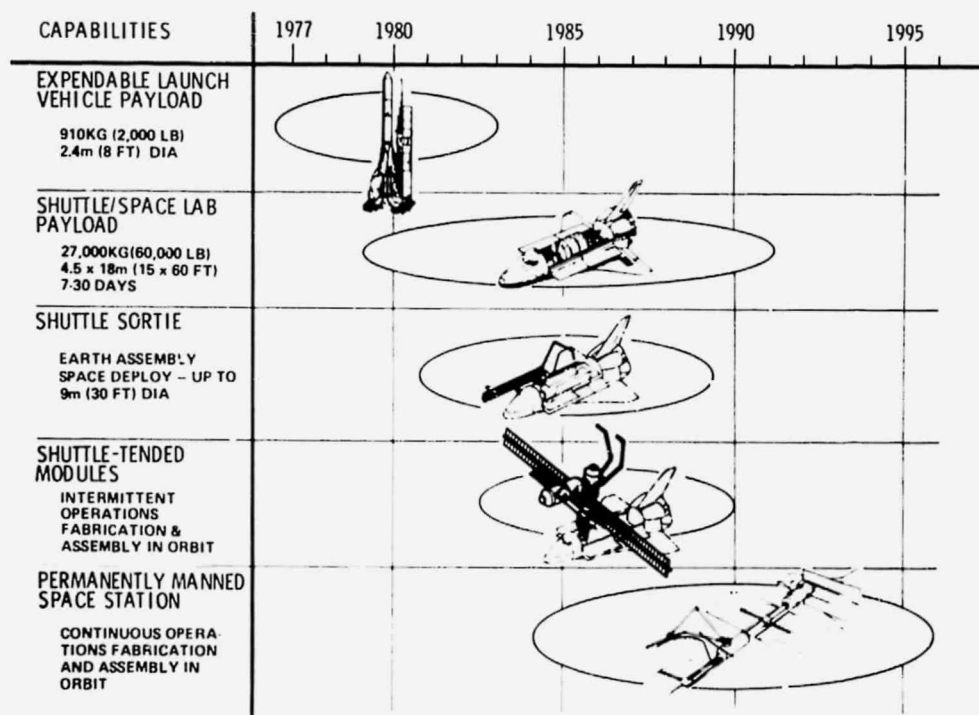 CAPABILITIES 1977 1980 1985 1990 1995
EXPENDABLE LAUNCH
VEHICLE PAYLOAD
910KG (2,000 LB)
2.4m (8 FT) DIA
SHUTTLE/SPACE LAB
PAYLOAD
27,000KG(60,000 LB)
4.5 x 18m (15 x 60 FT)
7-30 DAYS
SHUTTLE SORTIE
EARTH ASSEMBLY
SPACE DEPLOY – UP TO
9m (30 FT) DIA
SHUTTLE-TENDED
MODULES
INTERMITTENT
OPERATIONS
FABRICATION &
ASSEMBLY IN ORBIT
PERMANENTLY MANNED
SPACE STATION
CONTINUOUS OPERA-
TIONS FABRICATION
AND ASSEMBLY IN
ORBIT